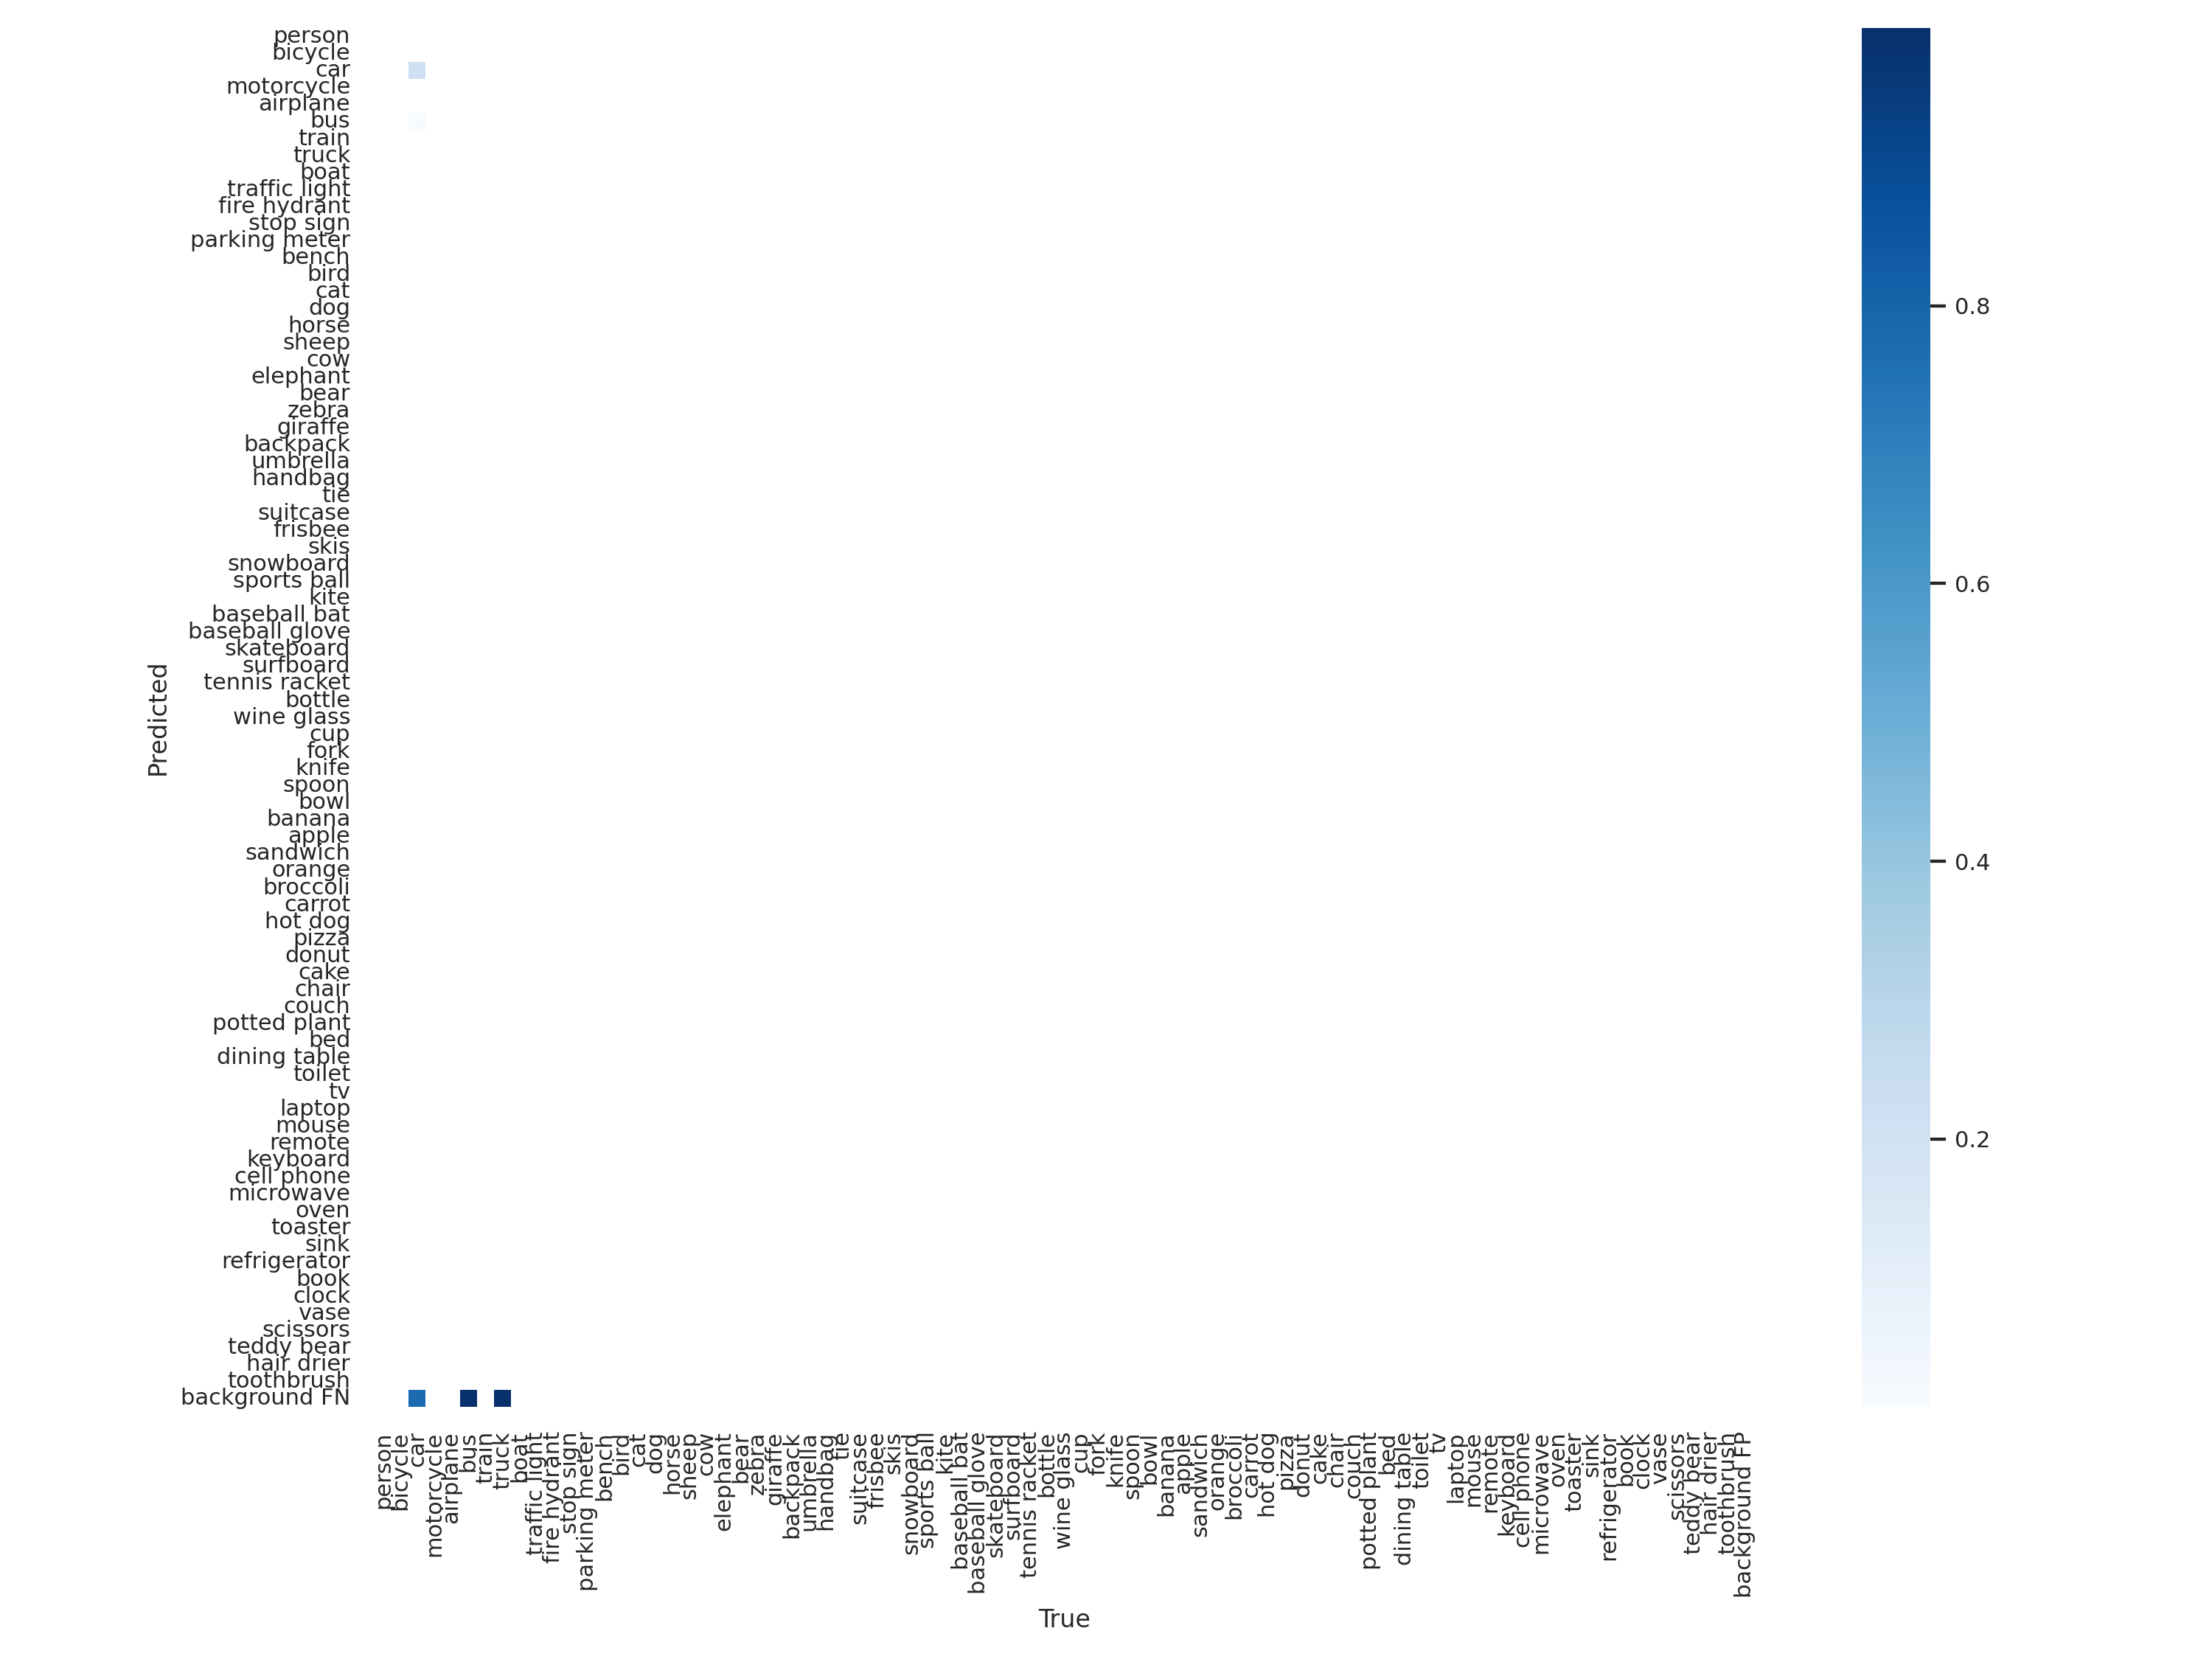 person
bicycle
car
motorcycle
airplane
bus
train
truck
boat
traffic light
fire hydrant
stop sign
parking meter
bench
bird
cat
dog
horse
sheep
cow
elephant
bear
zebra
giraffe
backpack
umbrella
handbag
tie
suitcase
frisbee
skis
snowboard
sports ball
kite
baseball bat
baseball glove
skateboard
surfboard
tennis racket
bottle
wine glass
cup
fork
knife
spoon
bowl
banana
apple
sandwich
orange
broccoli
carrot
hot dog
pizza
donut
cake
chair
couch
potted plant
bed
dining table
toilet
tv
laptop
mouse
remote
keyboard
cell phone
microwave
oven
toaster
sink
refrigerator
book
clock
vase
scissors
teddy bear
hair drier
toothbrush
background FN
Predicted
person
bicycle
car
motorcycle
airplane
bus
train
truck
boat
traffic light
fire hydrant
stop sign
parking meter
bench
bird
cat
dog
horse
sheep
cow
elephant
bear
zebra
giraffe
backpack
umbrella
handbag
tie
suitcase
frisbee
skis
snowboard
sports ball
kite
baseball bat
baseball glove
skateboard
surfboard
tennis racket
bottle
wine glass
cup
fork
knife
spoon
bowl
banana
apple
sandwich
orange
broccoli
carrot
hot dog
pizza
donut
cake
chair
couch
potted plant
bed
dining table
toilet
tv
laptop
mouse
remote
keyboard
cell phone
microwave
oven
toaster
sink
refrigerator
book
clock
vase
scissors
teddy bear
hair drier
toothbrush
background FP
True
0.8
0.6
0.4
0.2